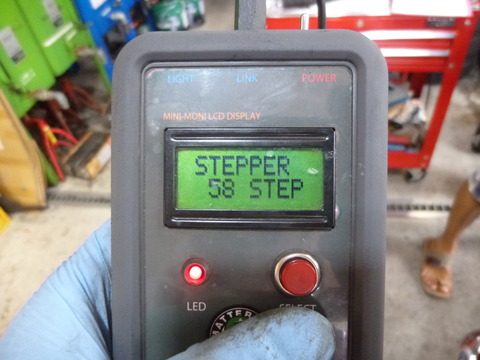 LIGHT LINK POWER
MINI-MONI LCD DISPLAY
STEPPER
58 STEP
LED SELECT